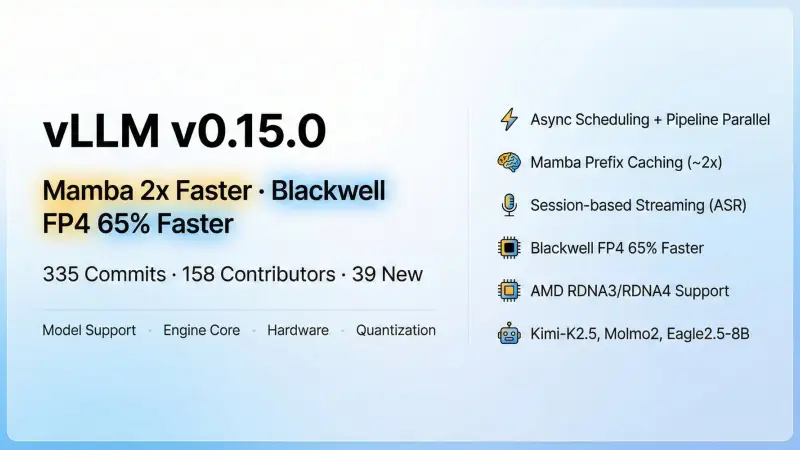 vLLM v0.15.0
Mamba 2x Faster · Blackwell
FP4 65% Faster
335 Commits · 158 Contributors · 39 New
Model Support · Engine Core · Hardware · Quantization
Async Scheduling + Pipeline Parallel
Mamba Prefix Caching (~2x)
Session-based Streaming (ASR)
Blackwell FP4 65% Faster
AMD RDNA3/RDNA4 Support
Kimi-K2.5, Molmo2, Eagle2.5-8B